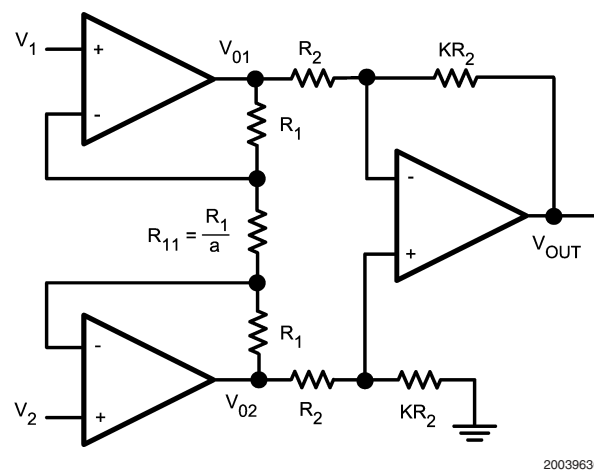 V1
+
-
V01
R2
KR2
R1
R11 = R1/a
-
+
VOUT
R1
-
+
V2
V02
R2
KR2
2003963